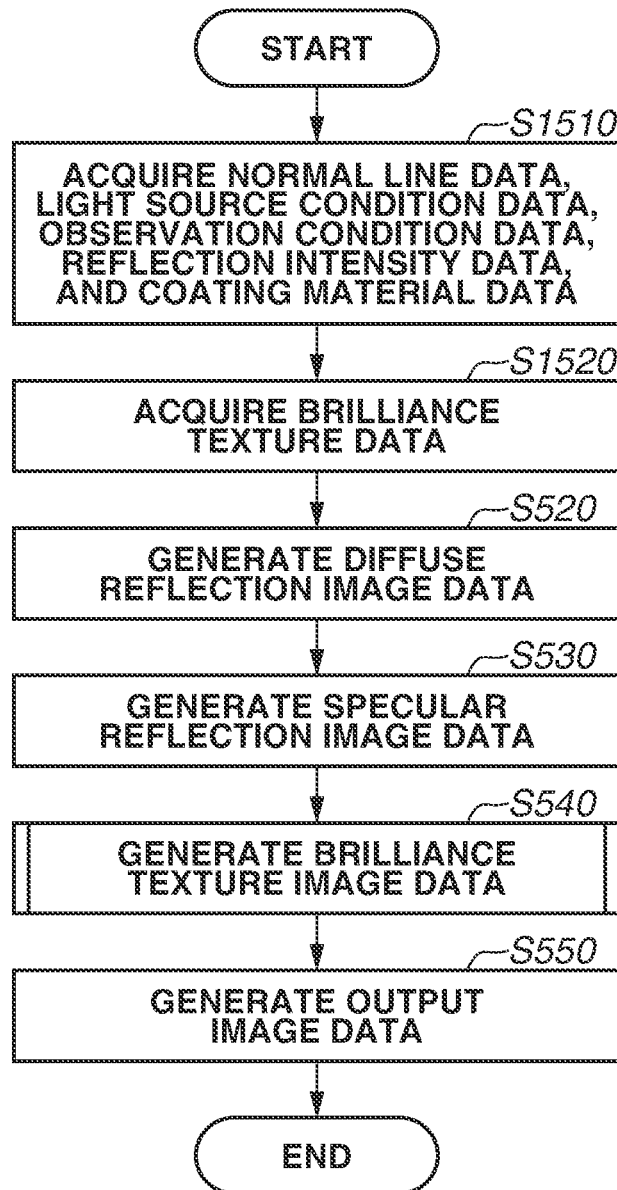 START
S1510
ACQUIRE NORMAL LINE DATA,
LIGHT SOURCE CONDITION DATA,
OBSERVATION CONDITION DATA,
REFLECTION INTENSITY DATA,
AND COATING MATERIAL DATA
S1520
ACQUIRE BRILLIANCE
TEXTURE DATA
S520
GENERATE DIFFUSE
REFLECTION IMAGE DATA
S530
GENERATE SPECULAR
REFLECTION IMAGE DATA
S540
GENERATE BRILLIANCE
TEXTURE IMAGE DATA
S550
GENERATE OUTPUT
IMAGE DATA
END